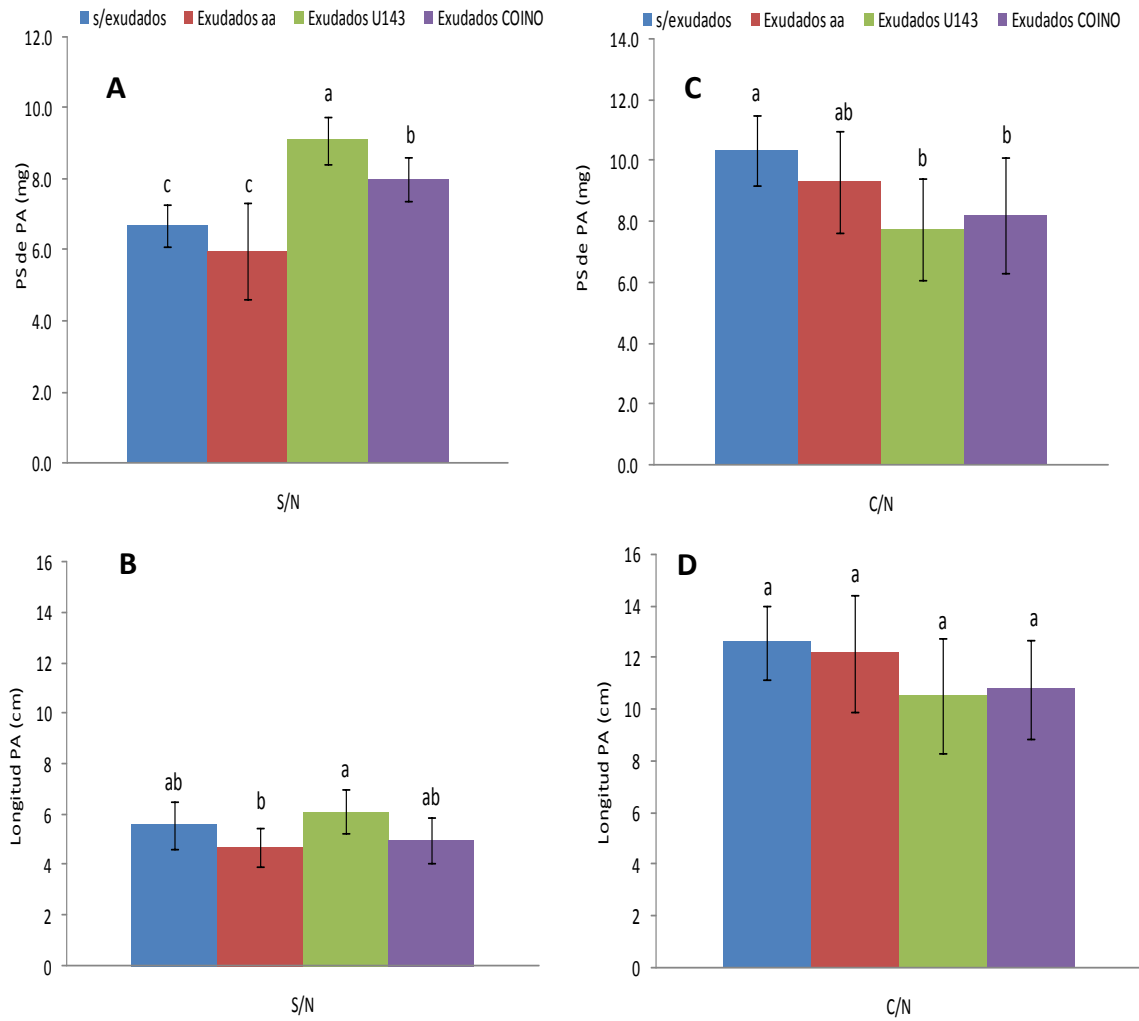 s/exudados Exudados aa Exudados U143 Exudados COINO
A
PS de PA (mg)
12.0
10.0
8.0
6.0
4.0
2.0
0.0
c c a b
S/N
s/exudados Exudados aa Exudados U143 Exudados COINO
C
PS de PA (mg)
14.0
12.0
10.0
8.0
6.0
4.0
2.0
0.0
a ab b b
C/N
B
Longitud PA (cm)
16
14
12
10
8
6
4
2
0
ab b a ab
S/N
D
Longitud PA (cm)
16
14
12
10
8
6
4
2
0
a a a a
C/N